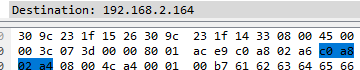 Destination: 192.168.2.164
30 9c 23 1f 15 26 30 9c 23 1f 14 33 08 00 45 00
00 3c 07 3d 00 00 80 01 ac e9 c0 a8 02 a6 c0 a8
02 a4 08 00 4c a4 00 01 00 b7 61 62 63 64 65 66